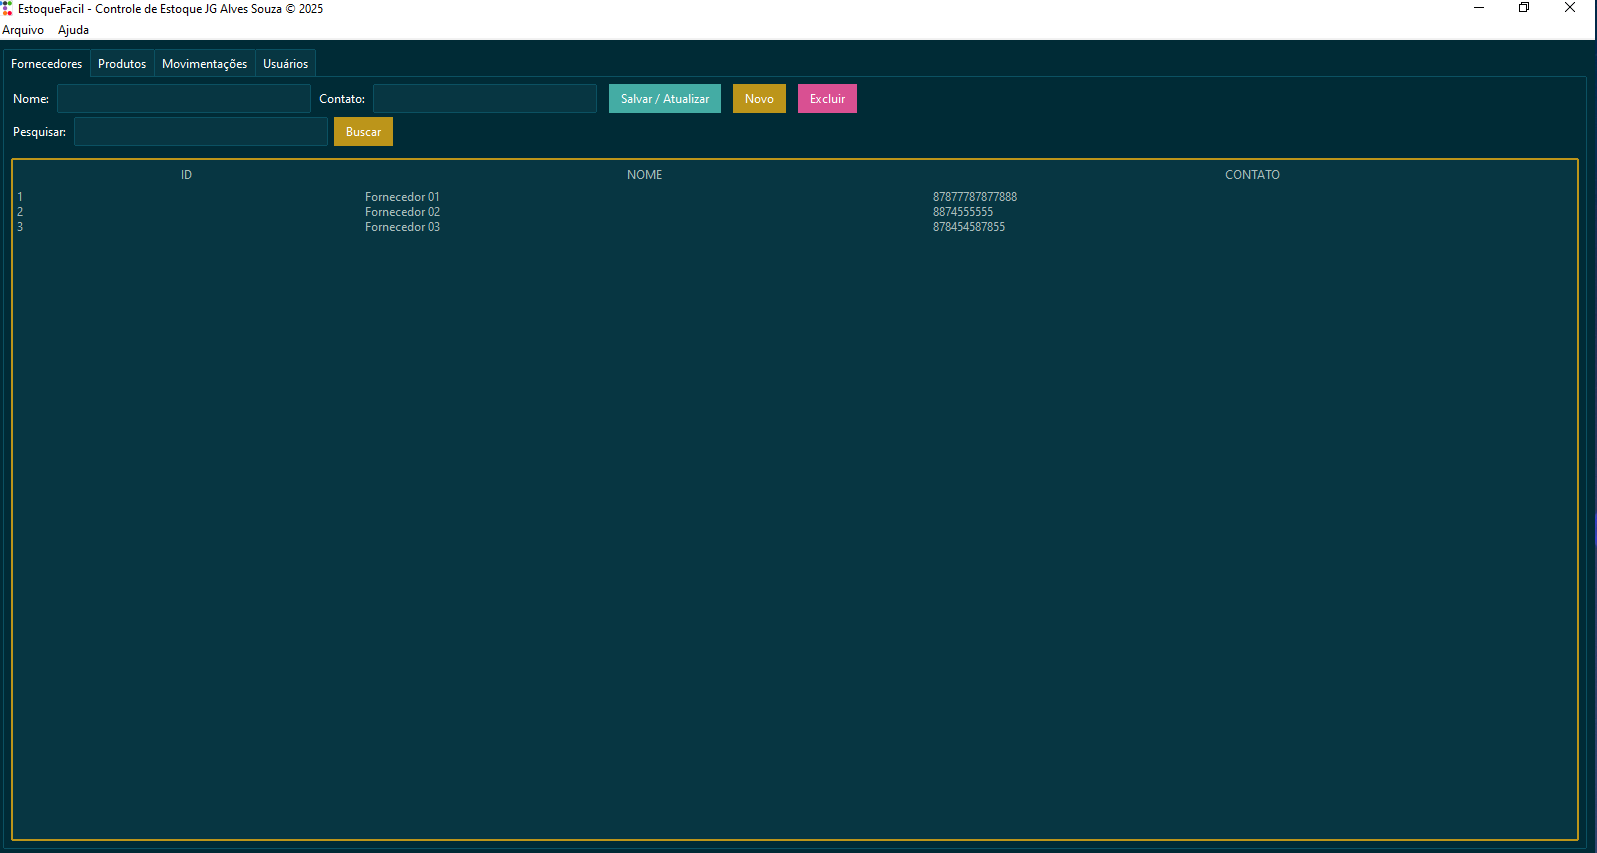 EstoqueFacil - Controle de Estoque JG Alves Souza © 2025
Arquivo Ajuda
Fornecedores Produtos Movimentações Usuários
Nome: Contato: Salvar / Atualizar Novo Excluir
Pesquisar: Buscar
ID NOME CONTATO
1 Fornecedor 01 87877787877888
2 Fornecedor 02 8874555555
3 Fornecedor 03 878454587855